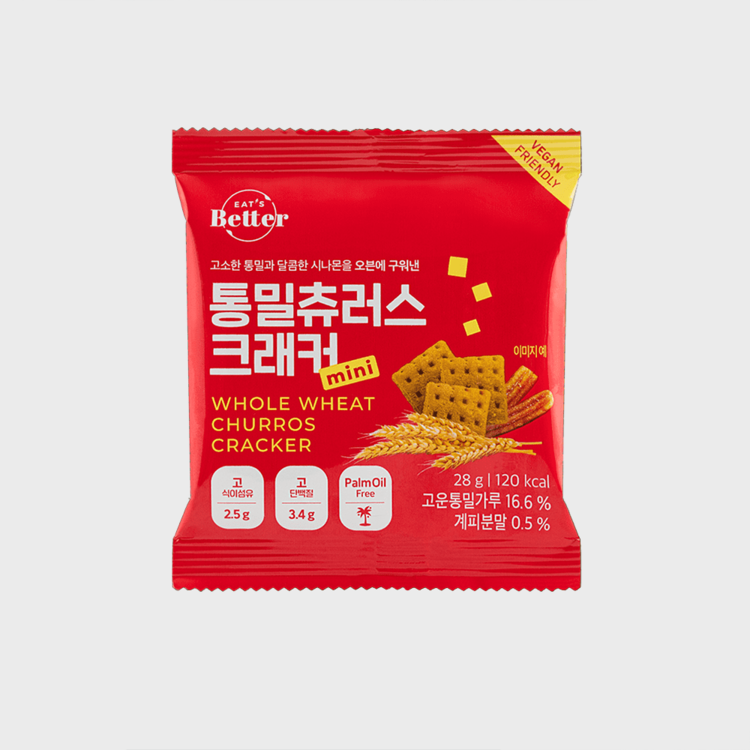 VEGAN
FRIENDLY
EAT'S
Better
고소한 통밀과 달콤한 시나몬을 오븐에 구워낸
통밀츄러스
크래커
mini
이미지 예
WHOLE WHEAT
CHURROS
CRACKER
고
식이섬유
2.5 g
고
단백질
3.4 g
PalmOil
Free
28 g | 120 kcal
고운통밀가루 16.6 %
계피분말 0.5 %